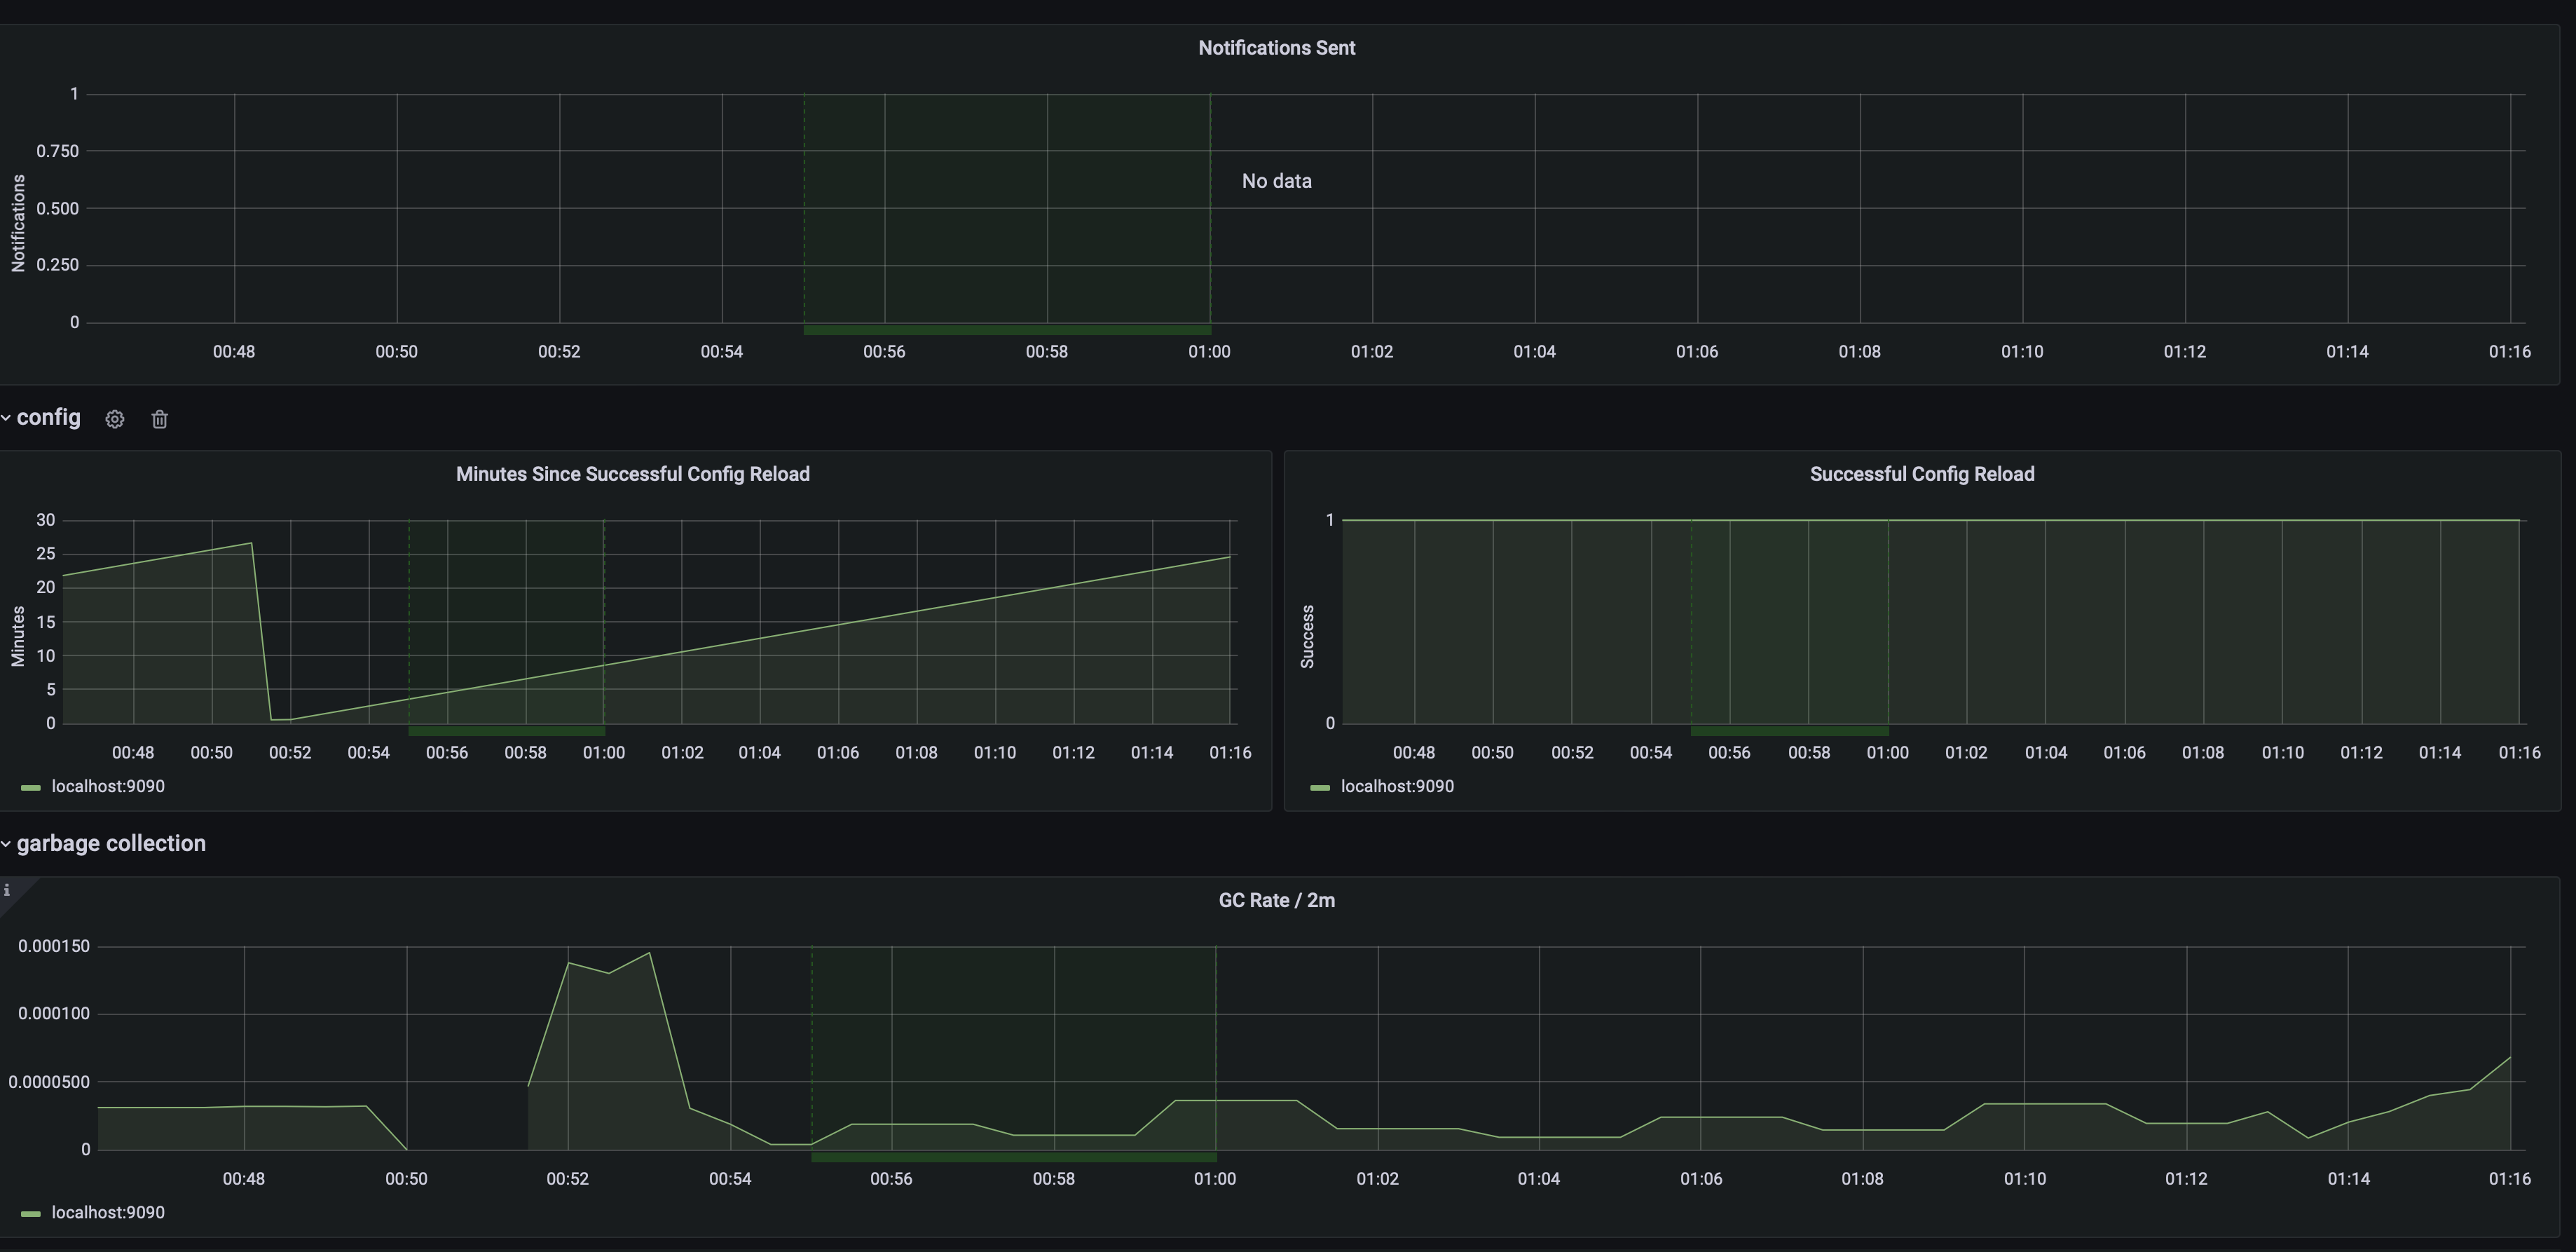 Notifications Sent
Notifications
1
0.750
0.500
0.250
0
No data
00:48 00:50 00:52 00:54 00:56 00:58 01:00 01:02 01:04 01:06 01:08 01:10 01:12 01:14 01:16
config
Minutes Since Successful Config Reload
Minutes
30
25
20
15
10
5
0
00:48 00:50 00:52 00:54 00:56 00:58 01:00 01:02 01:04 01:06 01:08 01:10 01:12 01:14 01:16
localhost:9090
Successful Config Reload
Success
1
0
00:48 00:50 00:52 00:54 00:56 00:58 01:00 01:02 01:04 01:06 01:08 01:10 01:12 01:14 01:16
localhost:9090
garbage collection
i
GC Rate / 2m
0.000150
0.000100
0.0000500
0
00:48 00:50 00:52 00:54 00:56 00:58 01:00 01:02 01:04 01:06 01:08 01:10 01:12 01:14 01:16
localhost:9090